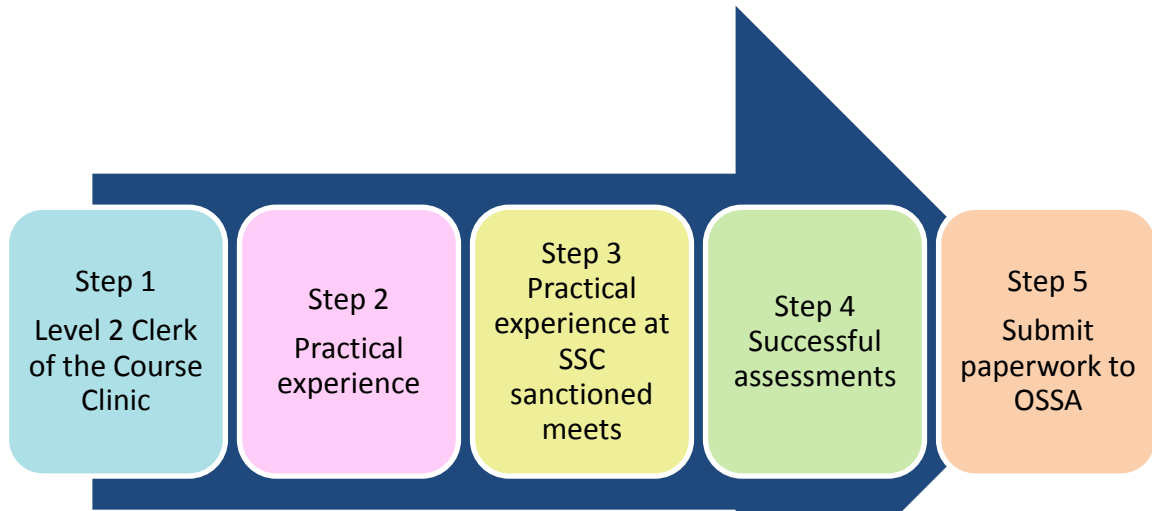 Step 1
Level 2 Clerk
of the Course
Clinic
Step 2
Practical
experience
Step 3
Practical
experience at
SSC
sanctioned
meets
Step 4
Successful
assessments
Step 5
Submit
paperwork to
OSSA